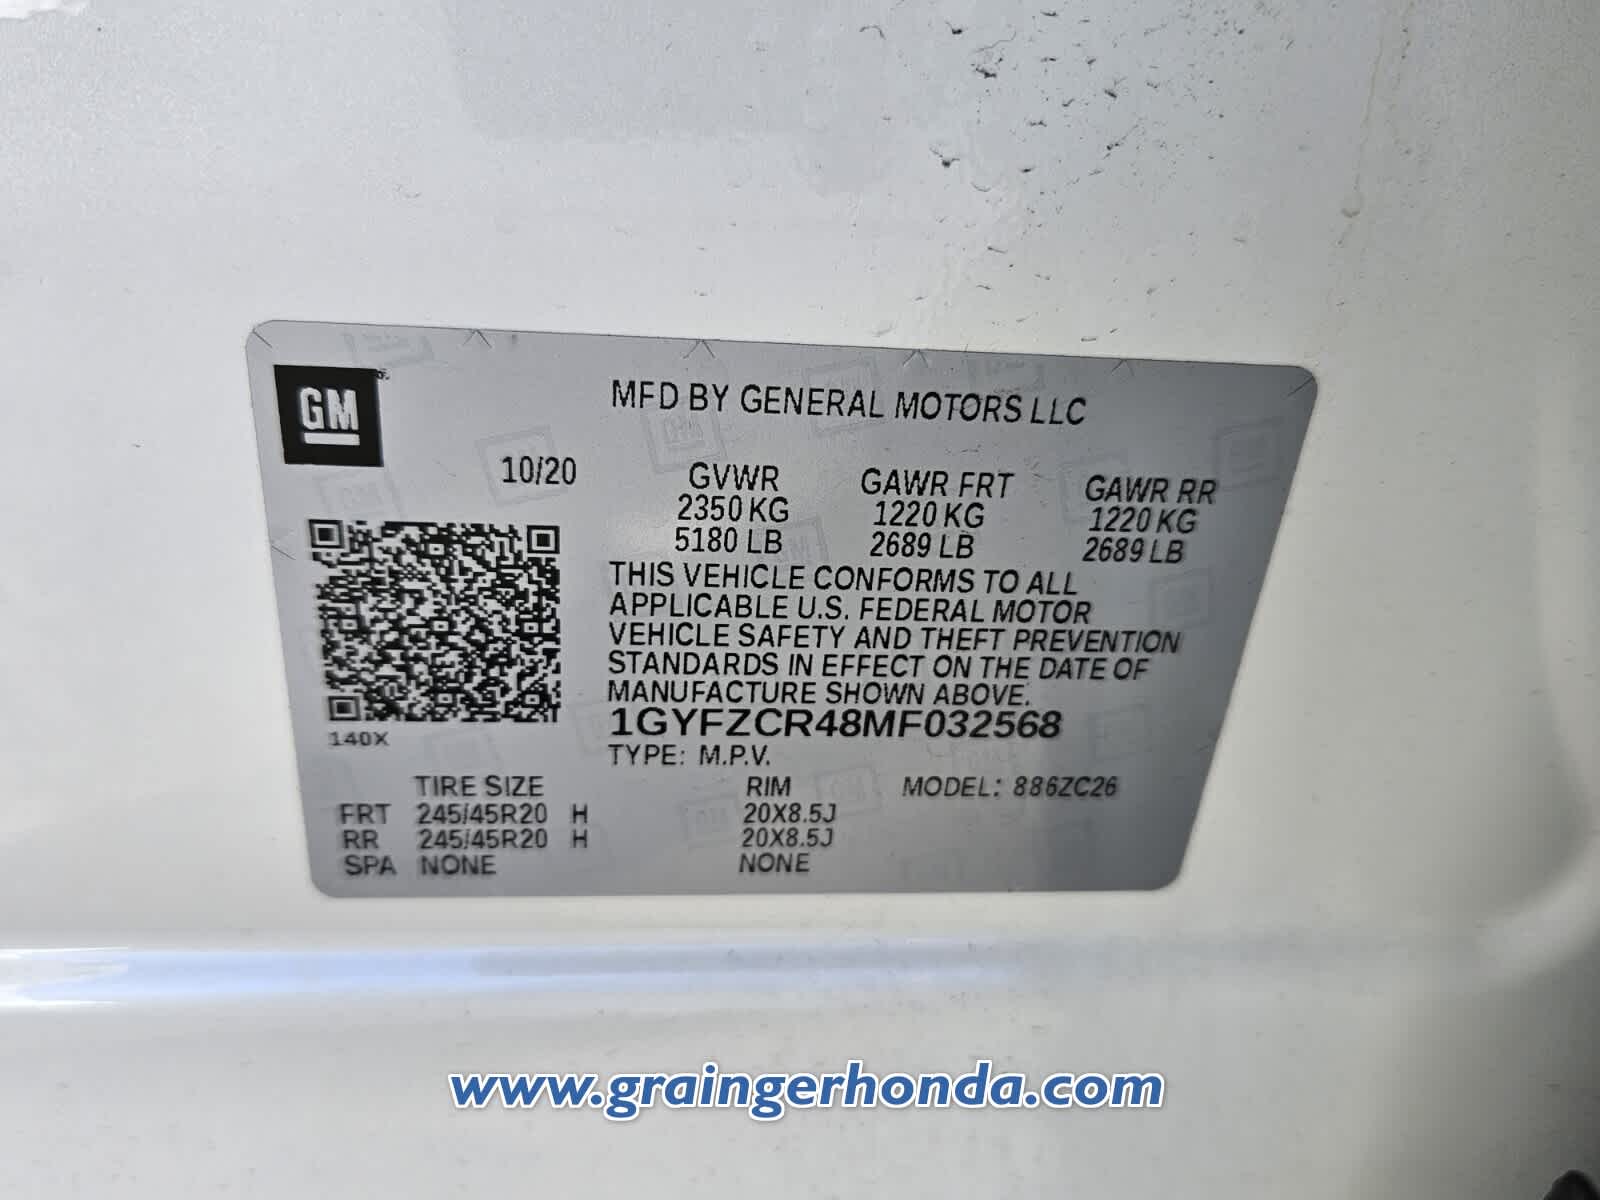 GM
MFD BY GENERAL MOTORS LLC
10/20
GVWR GAWR FRT GAWR RR
2350 KG 1220 KG 1220 KG
5180 LB 2689 LB 2689 LB
THIS VEHICLE CONFORMS TO ALL
APPLICABLE U.S. FEDERAL MOTOR
VEHICLE SAFETY AND THEFT PREVENTION
STANDARDS IN EFFECT ON THE DATE OF
MANUFACTURE SHOWN ABOVE.
1GYFZCR48MF032568
140X
TYPE: M.P.V.
TIRE SIZE RIM MODEL: 886ZC26
FRT 245/45R20 H 20X8.5J
RR 245/45R20 H 20X8.5J
SPA NONE NONE
www.graingerhonda.com